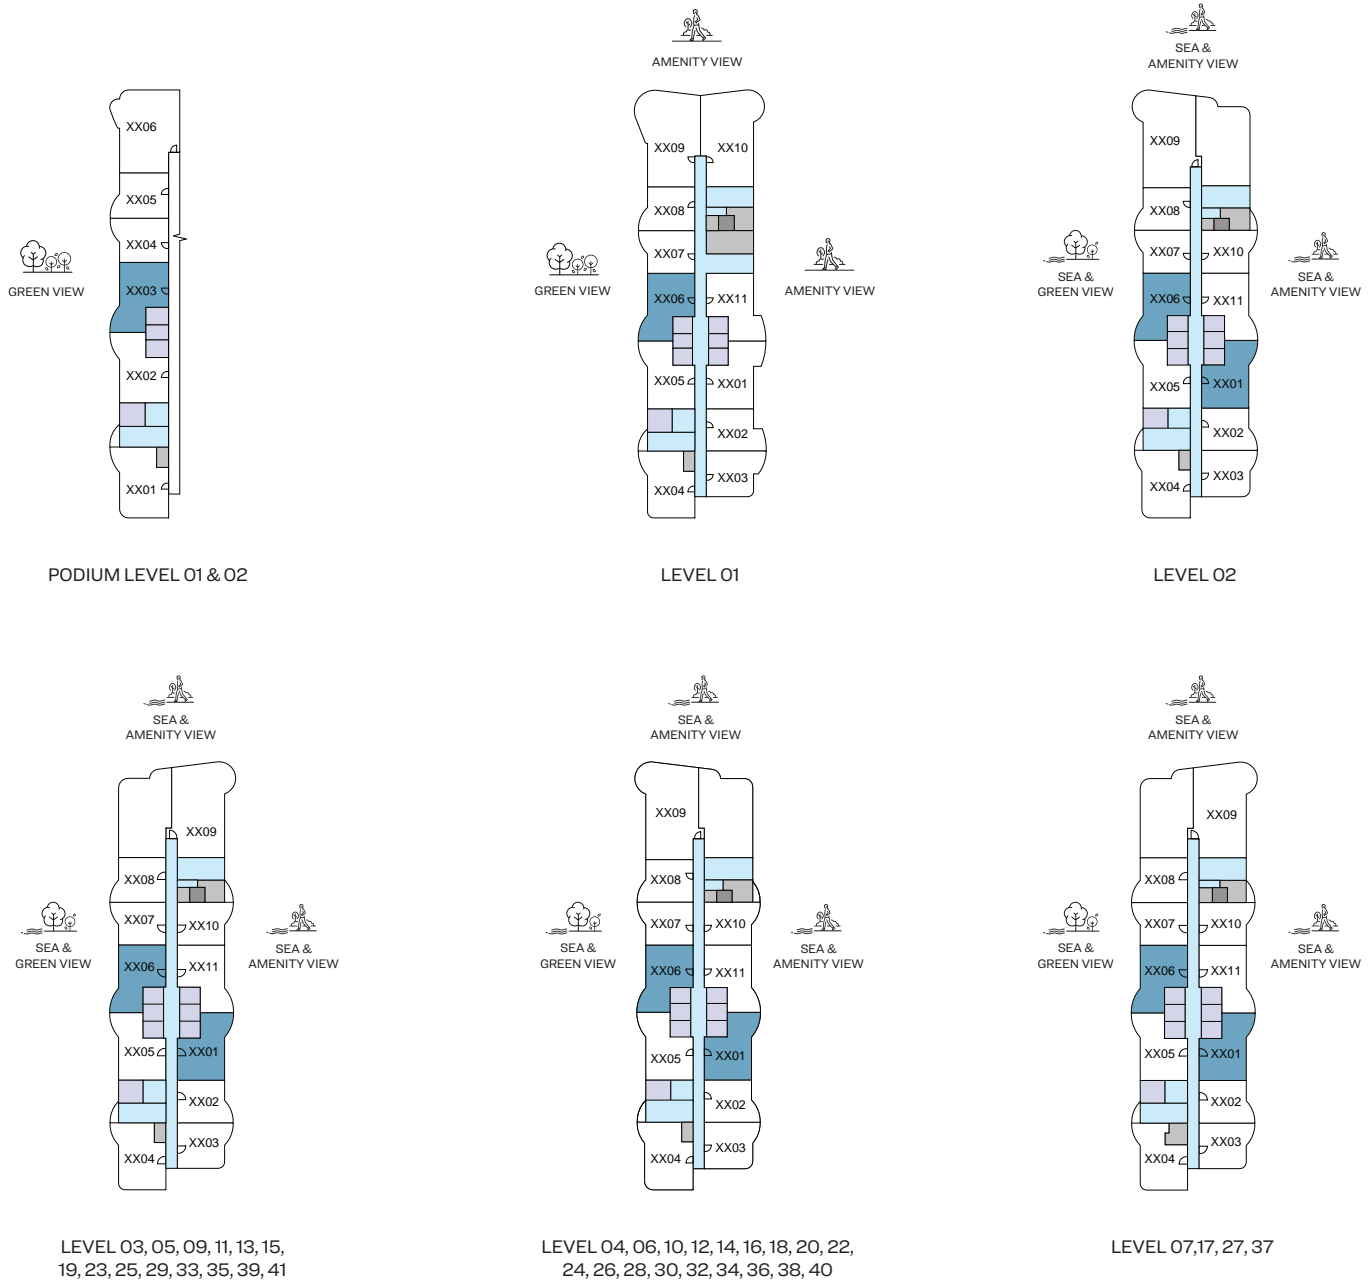 AMENITY VIEW
SEA &
AMENITY VIEW
XX06
XX05
XX04
XX03
XX02
XX01
GREEN VIEW
PODIUM LEVEL 01 & 02
XX09
XX10
XX08
XX07
XX06
XX11
XX05
XX01
XX02
XX03
XX04
GREEN VIEW
AMENITY VIEW
LEVEL 01
XX09
XX08
XX07
XX10
XX06
XX11
XX05
XX01
XX02
XX03
XX04
SEA &
GREEN VIEW
SEA &
AMENITY VIEW
LEVEL 02
SEA &
AMENITY VIEW
XX09
XX08
XX07
XX10
XX06
XX11
XX05
XX01
XX02
XX03
XX04
SEA &
GREEN VIEW
SEA &
AMENITY VIEW
LEVEL 03, 05, 09, 11, 13, 15,
19, 23, 25, 29, 33, 35, 39, 41
SEA &
AMENITY VIEW
XX09
XX08
XX07
XX10
XX06
XX11
XX05
XX01
XX02
XX03
XX04
SEA &
GREEN VIEW
SEA &
AMENITY VIEW
LEVEL 04, 06, 10, 12, 14, 16, 18, 20, 22,
24, 26, 28, 30, 32, 34, 36, 38, 40
SEA &
AMENITY VIEW
XX09
XX08
XX07
XX10
XX06
XX11
XX05
XX01
XX02
XX03
XX04
SEA &
GREEN VIEW
SEA &
AMENITY VIEW
LEVEL 07,17, 27, 37